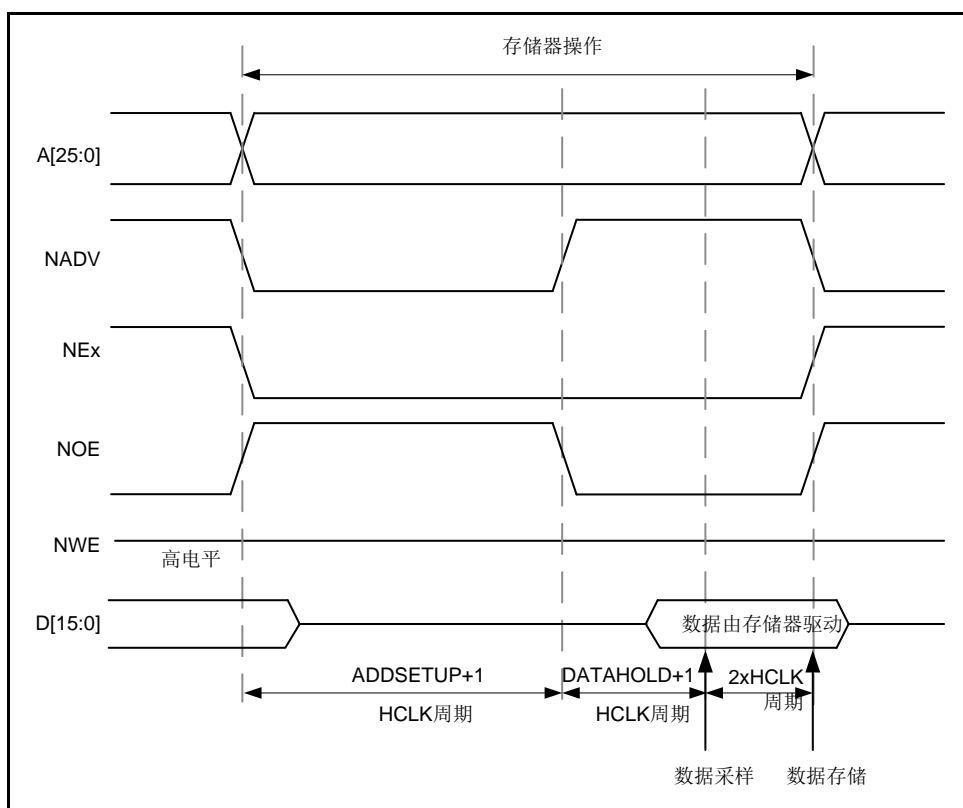 存储器操作
A[25:0]
NADV
NEx
NOE
NWE
高电平
D[15:0]
数据由存储器驱动
ADDSETUP+1
HCLK周期
DATAHOLD+1
HCLK周期
2xHCLK
周期
数据采样
数据存储